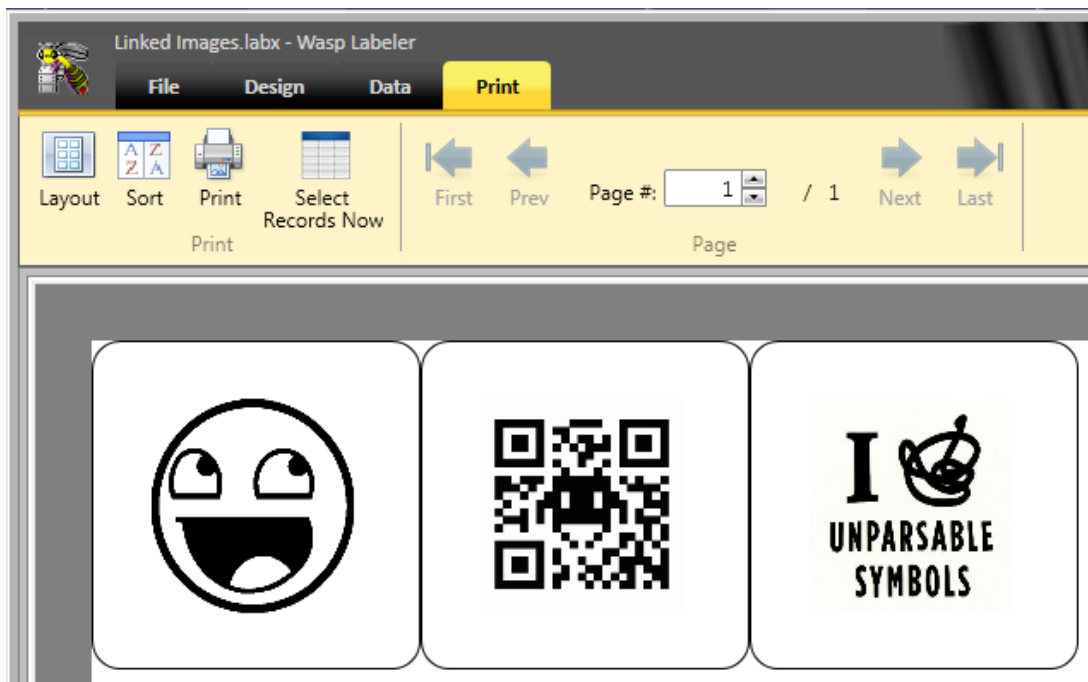 Linked Images.labx - Wasp Labeler
File Design Data Print
Layout Sort Print Select Records Now
First Prev Page #: 1 / 1 Next Last
Print Page
I
UNPARSABLE
SYMBOLS